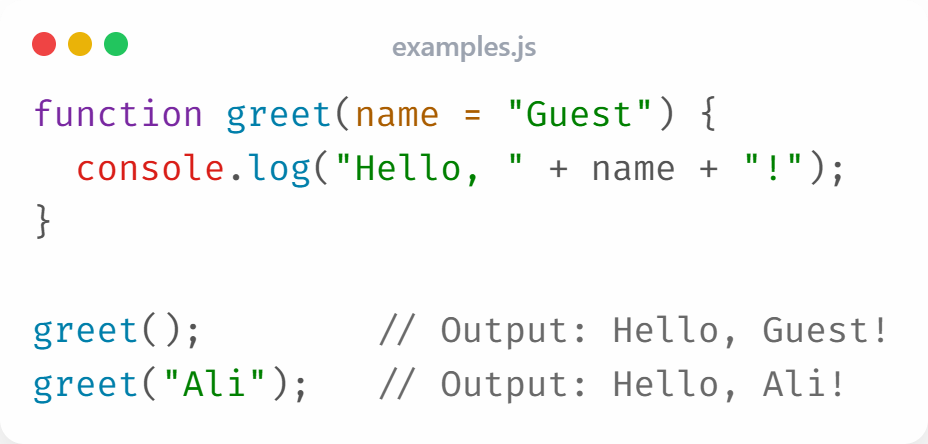 examples.js
function greet(name = "Guest") {
  console.log("Hello, " + name + "!");
}
greet();        // Output: Hello, Guest!
greet("Ali");   // Output: Hello, Ali!